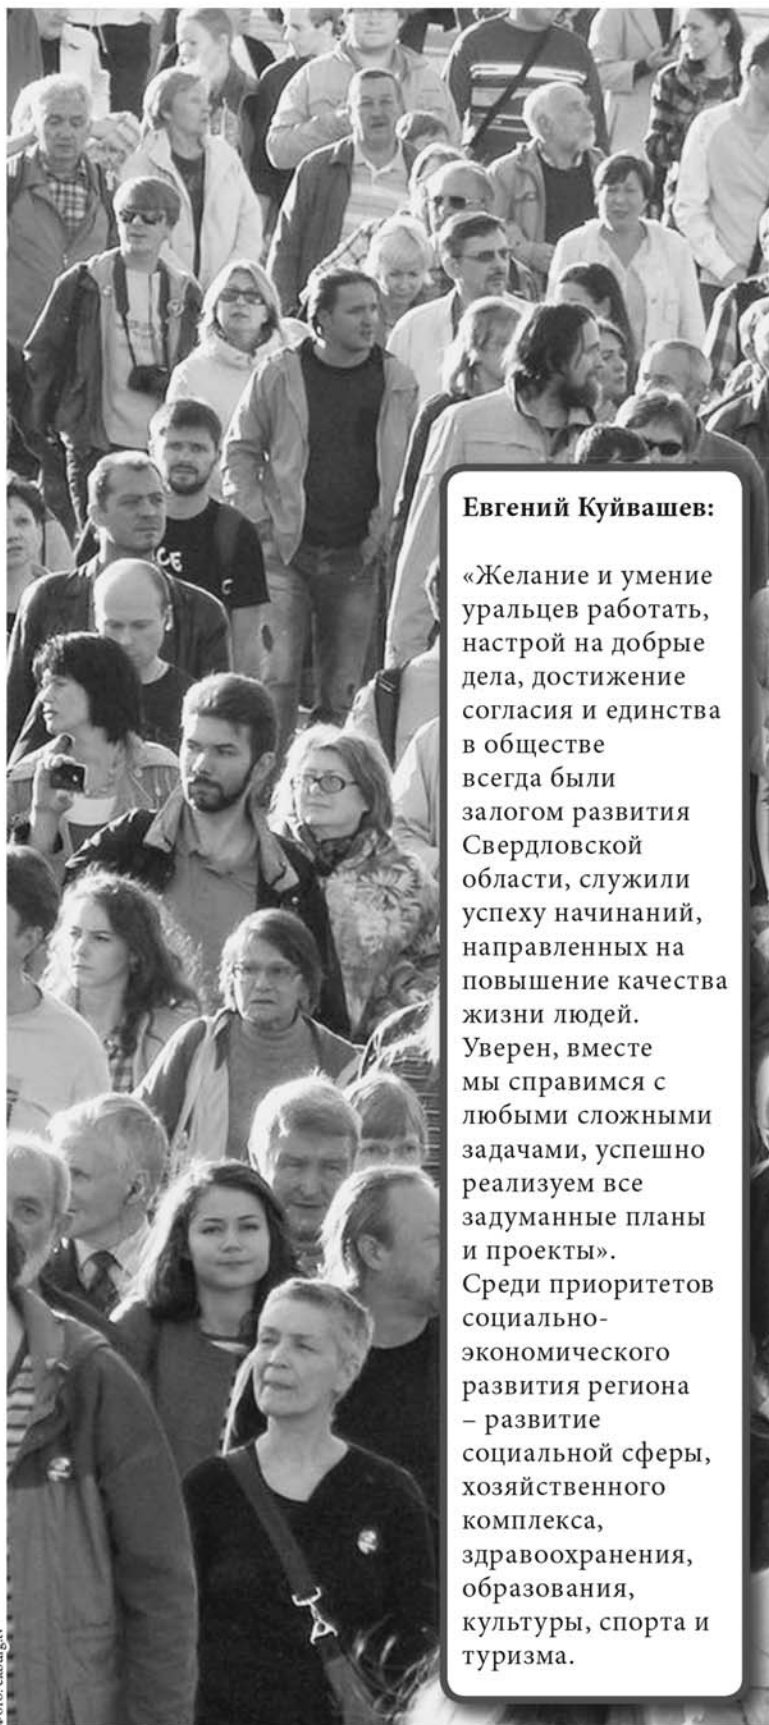 Евгений Куйвашев:
«Желание и умение
уральцев работать,
настрой на добрые
дела, достижение
согласия и единства
в обществе
всегда были
залогом развития
Свердловской
области, служили
успеху начинаний,
направленных на
повышение качества
жизни людей.
Уверен, вместе
мы справимся с
любыми сложными
задачами, успешно
реализуем все
задуманные планы
и проекты».
Среди приоритетов
социально-
экономического
развития региона
– развитие
социальной сферы,
хозяйственного
комплекса,
здравоохранения,
образования,
культуры, спорта и
туризма.